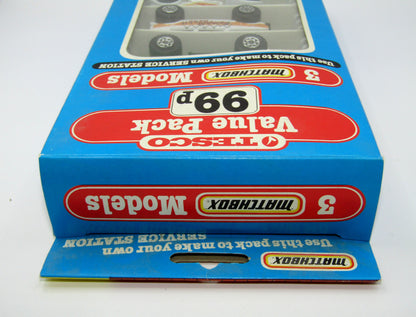 Use this pack to make your own
SERVICE STATION
MATCHBOX
3 MATCHBOX Models
TESCO
Value Pack
99p
3 MATCHBOX Models
Use this pack to make your own SERVICE STATION